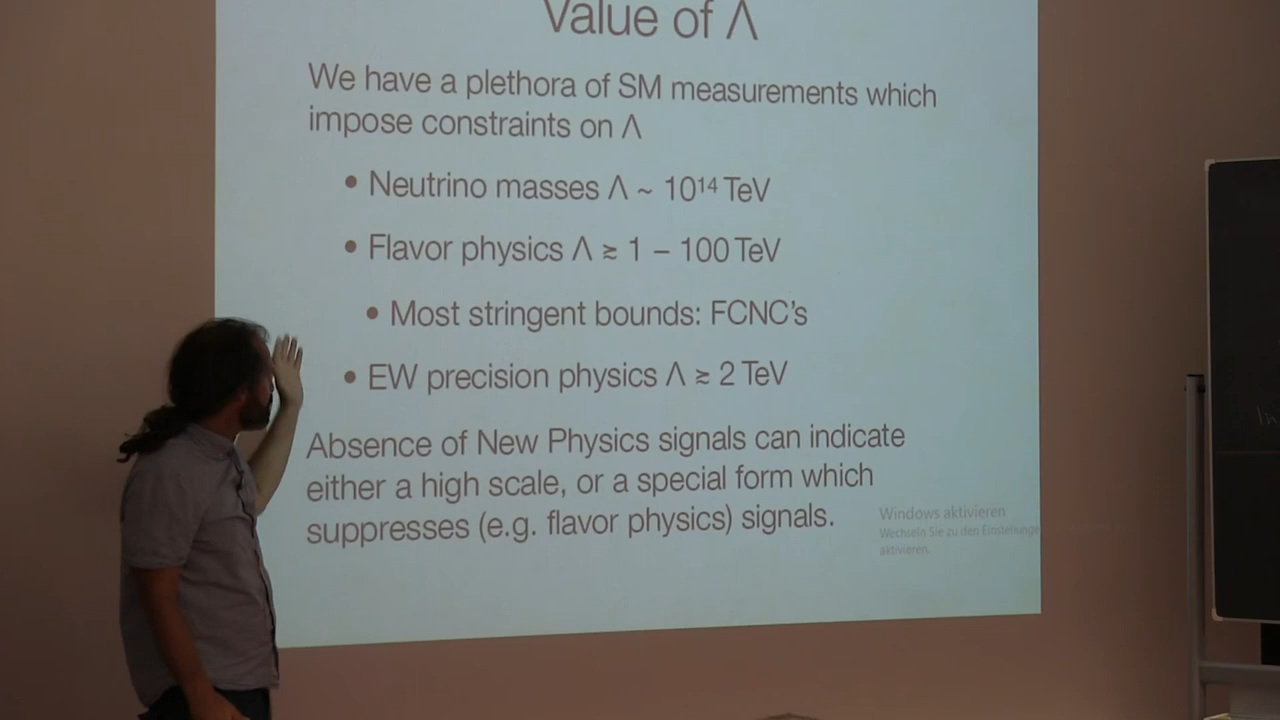 Value of Λ
We have a plethora of SM measurements which
impose constraints on Λ
• Neutrino masses Λ ~ 10¹⁴ TeV
• Flavor physics Λ ≳ 1 – 100 TeV
• Most stringent bounds: FCNC's
• EW precision physics Λ ≳ 2 TeV
Absence of New Physics signals can indicate
either a high scale, or a special form which
suppresses (e.g. flavor physics) signals.
Windows aktivieren
Wechseln Sie zu den Einstellunge
aktivieren.